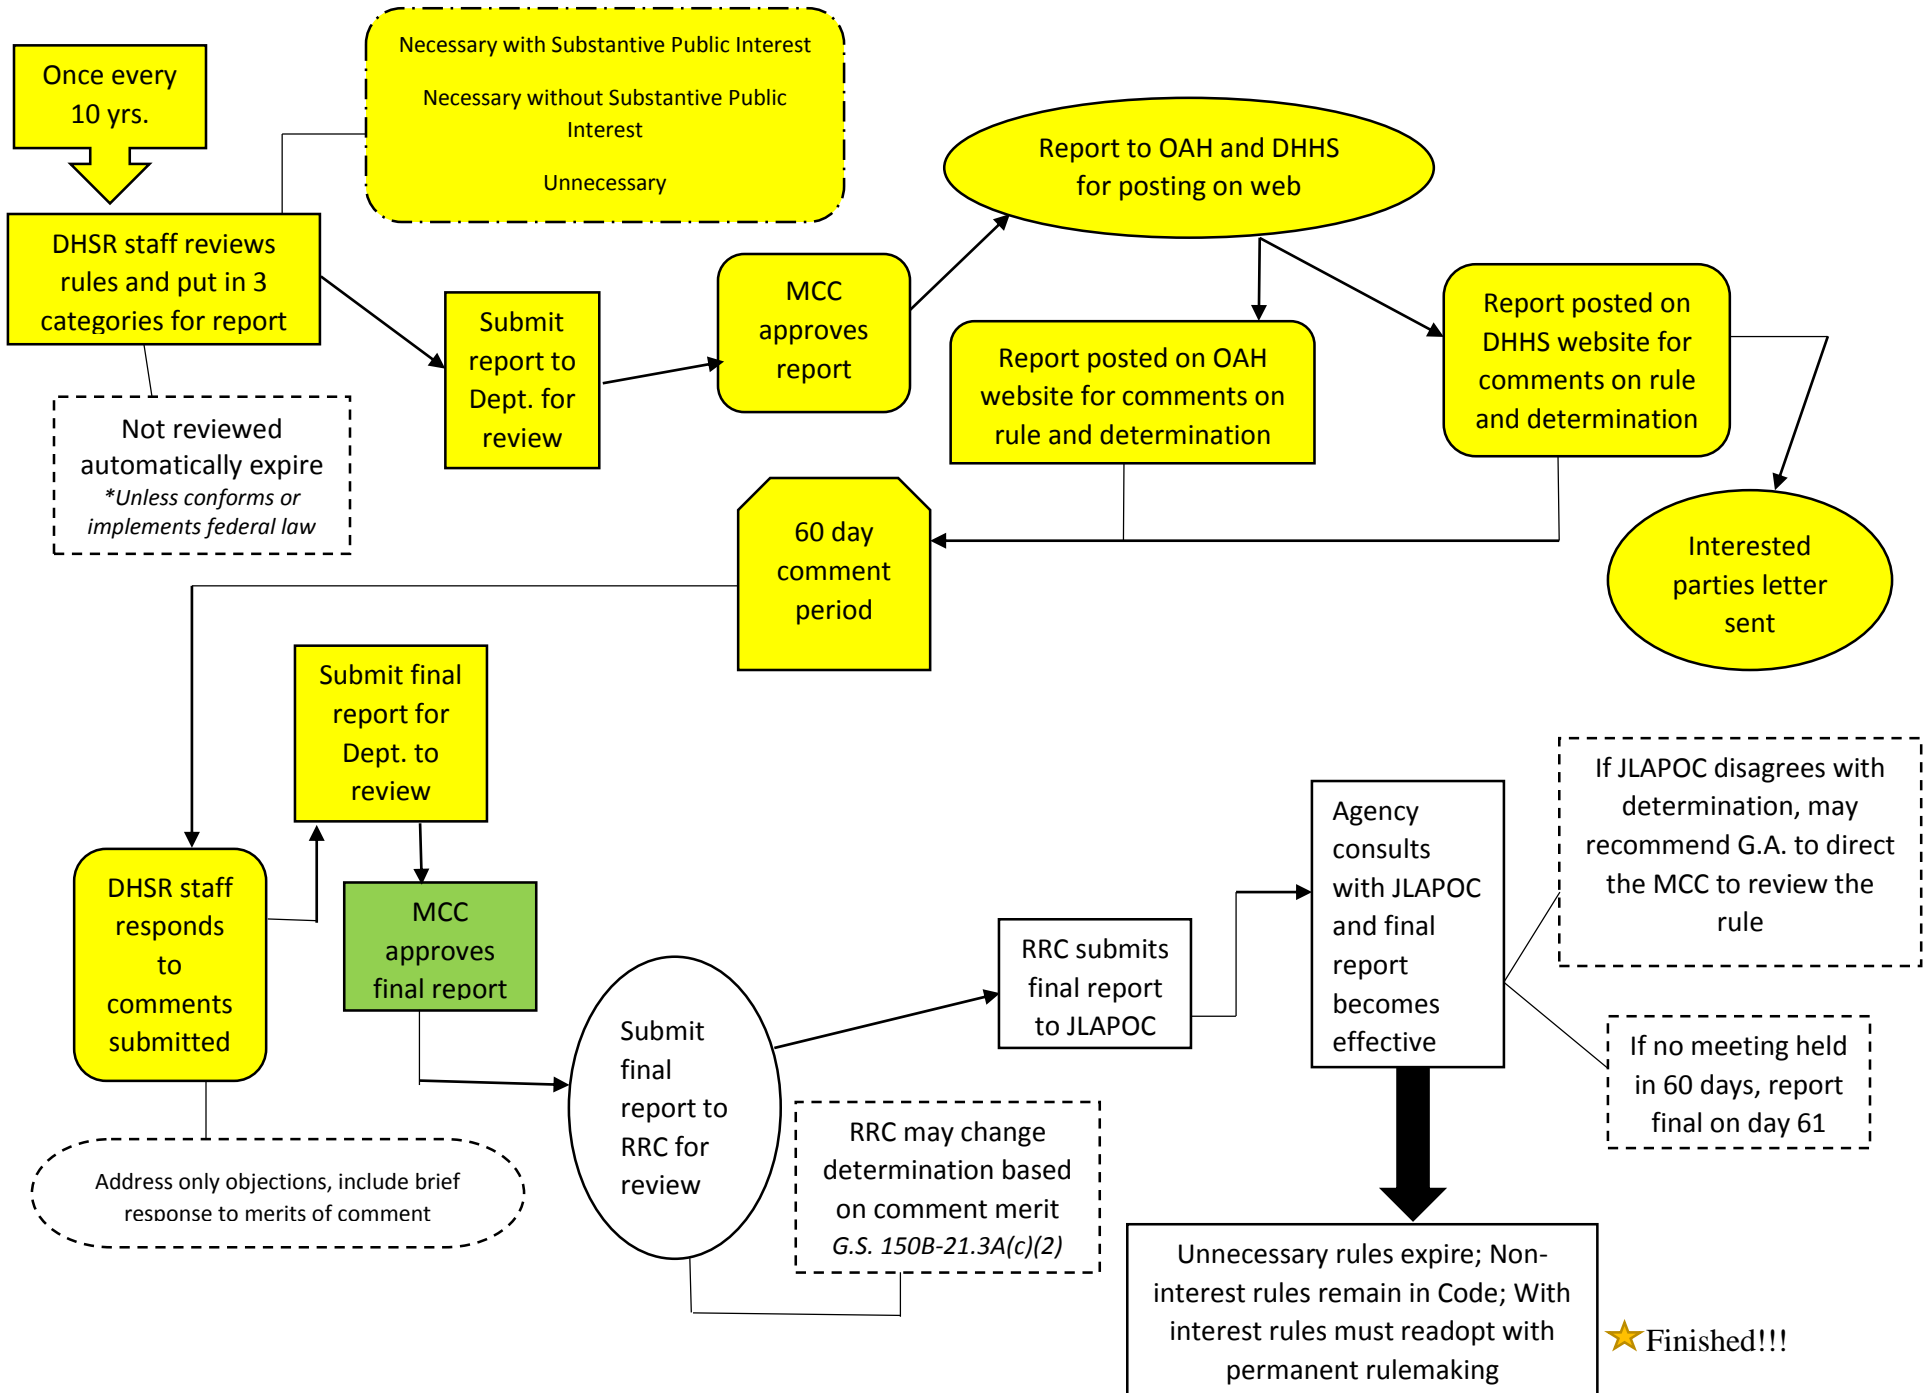 Once every
10 yrs.
Necessary with Substantive Public Interest
Necessary without Substantive Public
Interest
Unnecessary
DHSR staff reviews
rules and put in 3
categories for report
Not reviewed
automatically expire
*Unless conforms or
implements federal law
Submit
report to
Dept. for
review
MCC
approves
report
Report to OAH and DHHS
for posting on web
Report posted on OAH
website for comments on
rule and determination
Report posted on
DHHS website for
comments on rule
and determination
Interested
parties letter
sent
60 day
comment
period
DHSR staff
responds
to
comments
submitted
Address only objections, include brief
response to merits of comment
Submit final
report for
Dept. to
review
MCC
approves
final report
Submit
final
report to
RRC for
review
RRC may change
determination based
on comment merit
G.S. 150B-21.3A(c)(2)
RRC submits
final report
to JLAPOC
Agency
consults
with JLAPOC
and final
report
becomes
effective
If JLAPOC disagrees with
determination, may
recommend G.A. to direct
the MCC to review the
rule
If no meeting held
in 60 days, report
final on day 61
Unnecessary rules expire; Non-
interest rules remain in Code; With
interest rules must readopt with
permanent rulemaking
Finished!!!